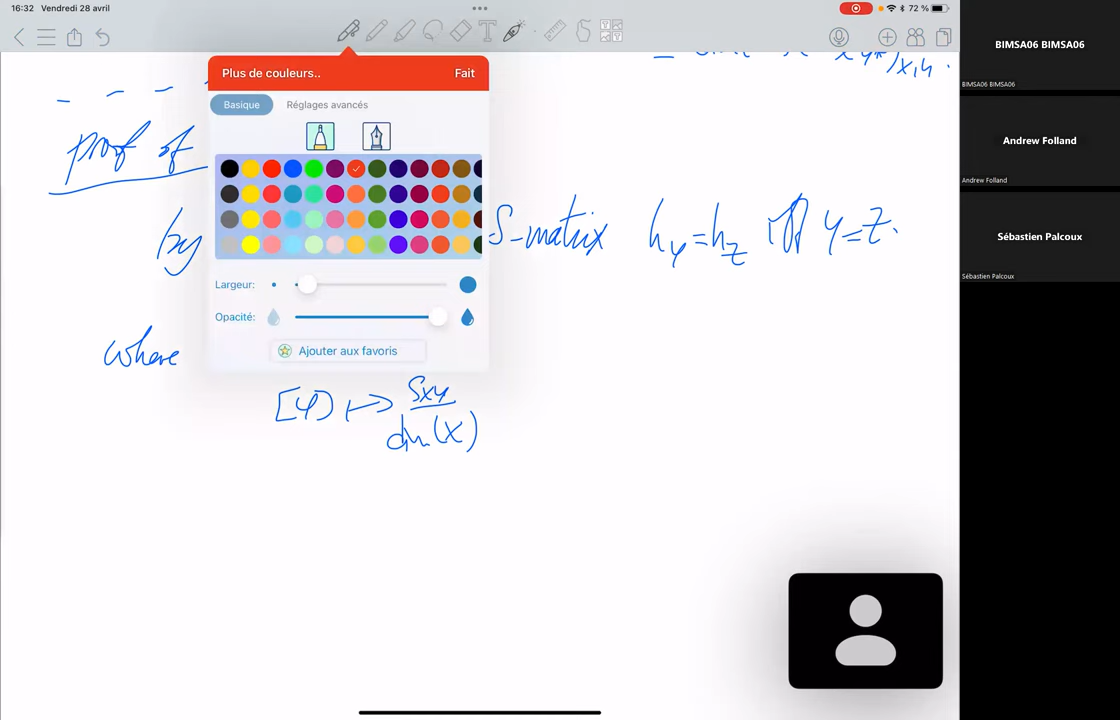 16:32 Vendredi 28 avril
72 %
Plus de couleurs.. Fait
Basique Réglages avancés
proof of
by S-matrix h_Y = h_Z iff Y = Z.
Largeur:
Opacité:
Ajouter aux favoris
where
[Y] ↦ S_XY / dim(X)
BIMSA06 BIMSA06
BIMSA06 BIMSA06
Andrew Folland
Andrew Folland
Sébastien Palcoux
Sébastien Palcoux